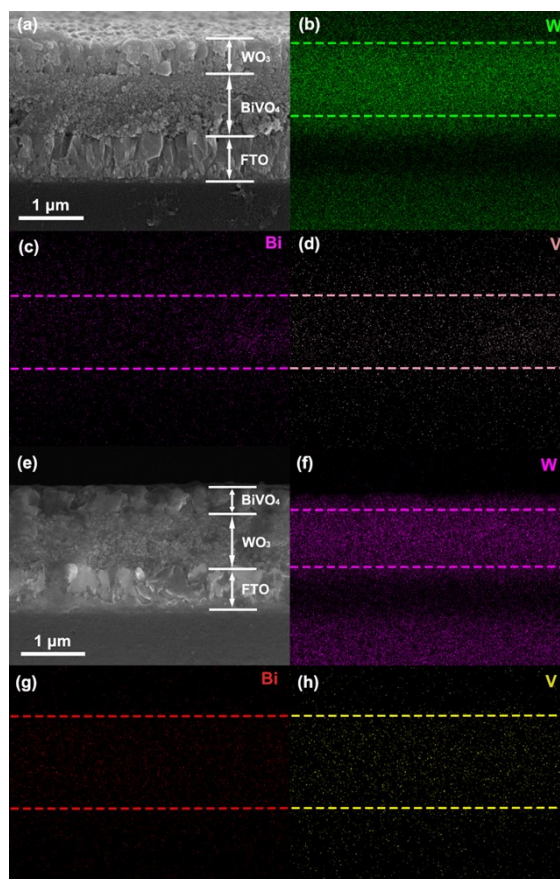 (a)
WO₃
BiVO₄
FTO
1 µm
(b)
W
(c)
Bi
(d)
V
(e)
BiVO₄
WO₃
FTO
1 µm
(f)
W
(g)
Bi
(h)
V